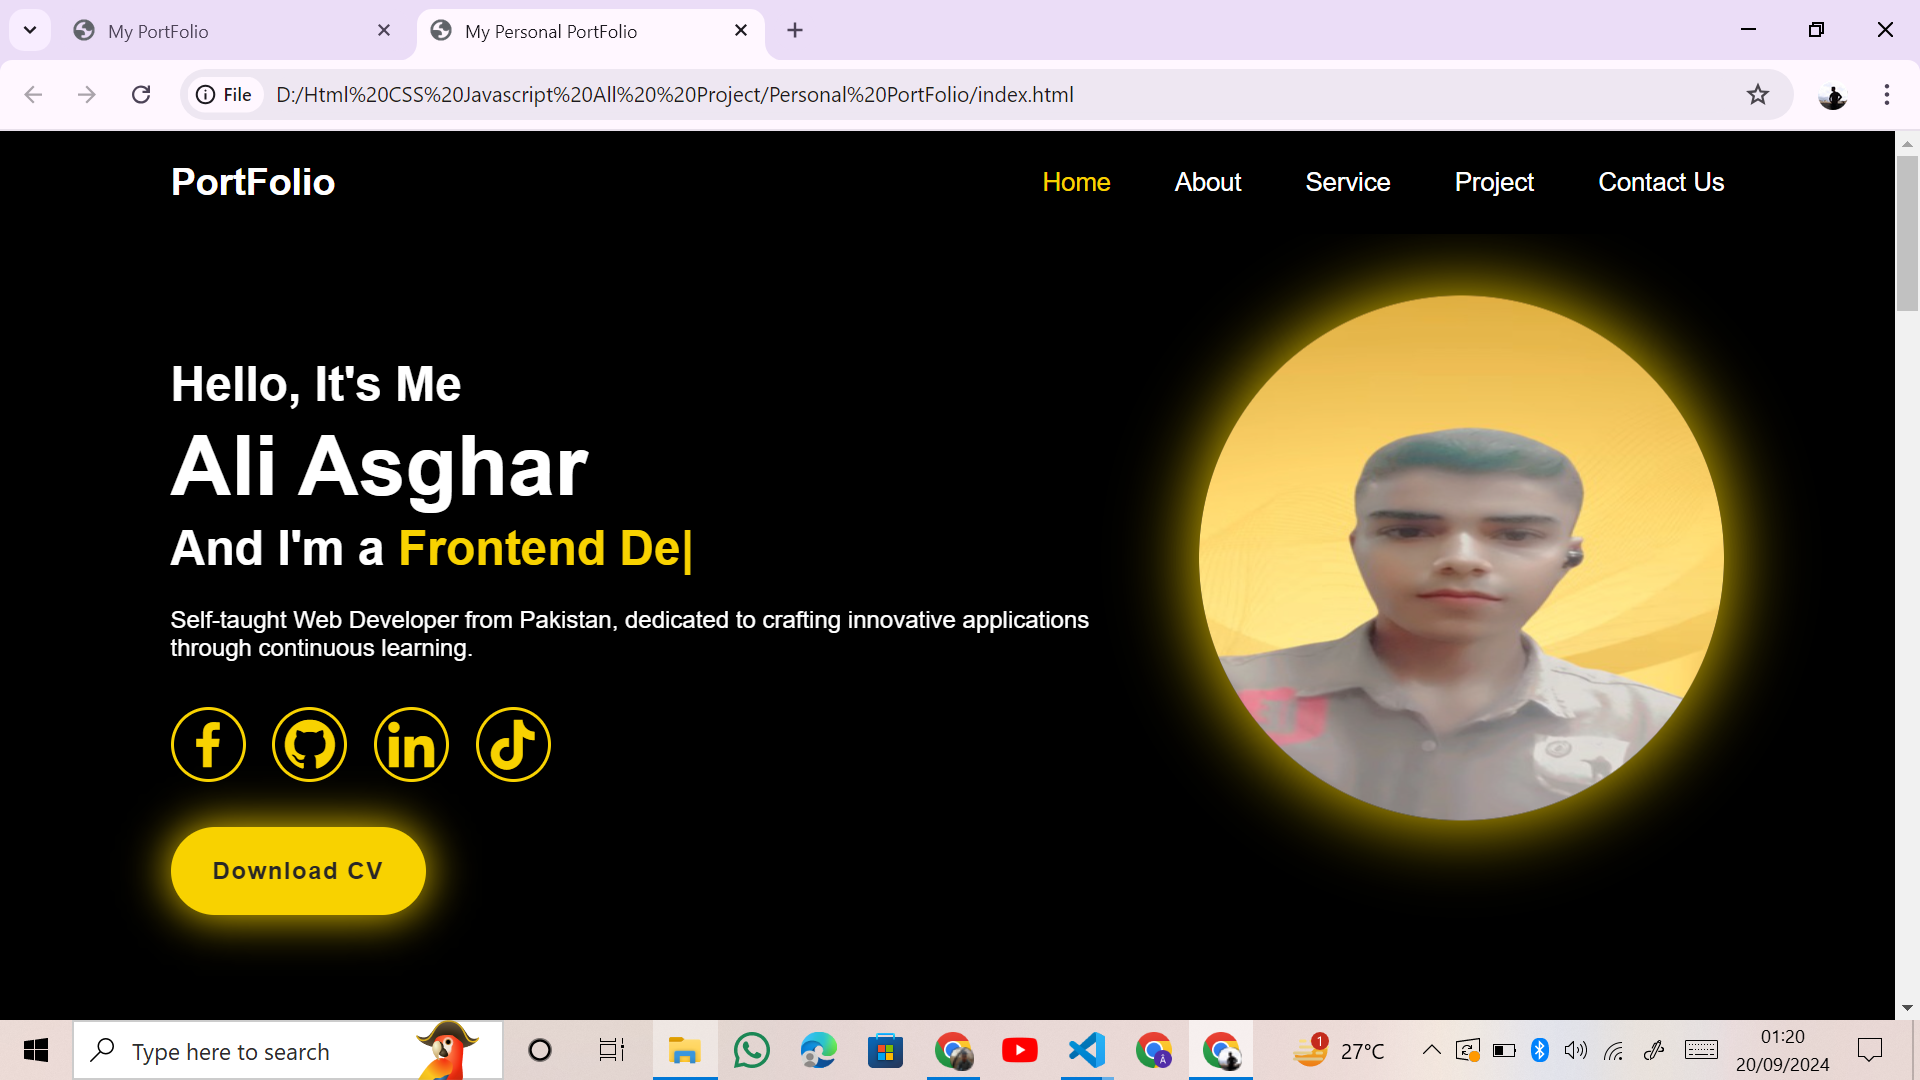 My PortFolio
My Personal PortFolio
File
D:/Html%20CSS%20Javascript%20All%20%20Project/Personal%20PortFolio/index.html
PortFolio
Home
About
Service
Project
Contact Us
Hello, It's Me
Ali Asghar
And I'm a Frontend De|
Self-taught Web Developer from Pakistan, dedicated to crafting innovative applications
through continuous learning.
Download CV
Type here to search
1
27°C
01:20
20/09/2024